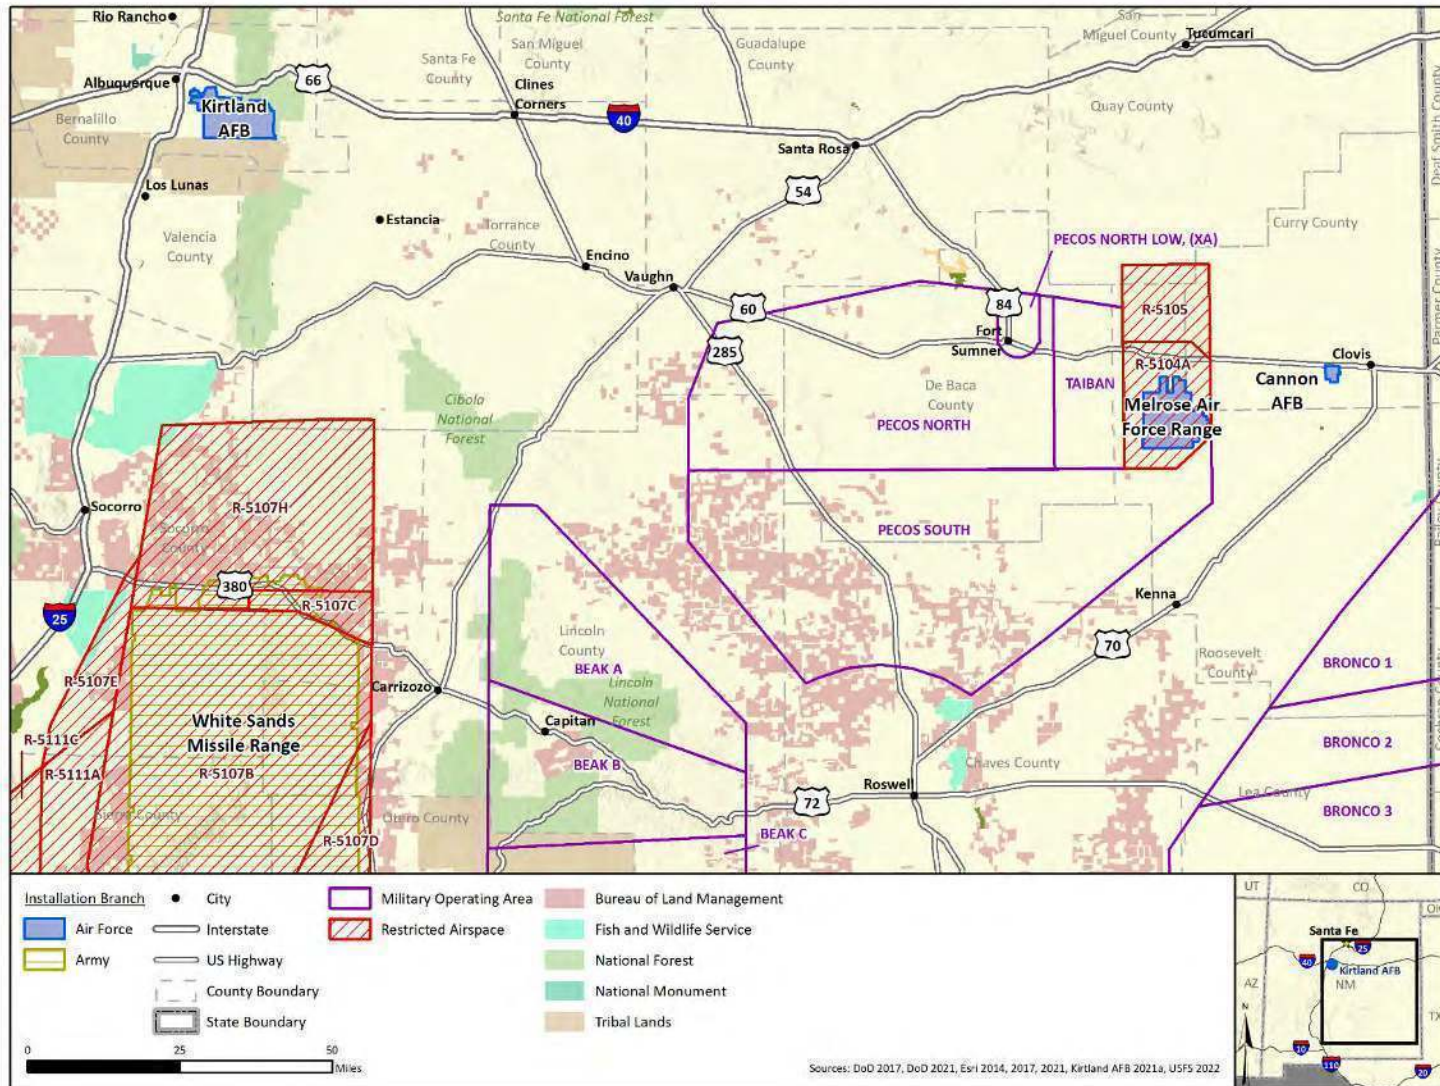 Rio Rancho
Santa Fe National Forest
San Miguel County
Guadalupe County
San Miguel County
Tucumcari
Santa Fe County
Albuquerque
66
Clines Corners
Kirtland AFB
40
Quay County
Bernalillo County
Santa Rosa
Deaf Smith County
Los Lunas
54
Estancia
Torrance County
Curry County
Valencia County
PECOS NORTH LOW, (XA)
Encino
Vaughn
Parmer County
60
84
R-5105
Fort Sumner
285
Clovis
R-5104A
TAIBAN
Cannon AFB
De Baca County
Melrose Air Force Range
Cibola National Forest
PECOS NORTH
Socorro
R-5107H
Socorro County
PECOS SOUTH
380
R-5107C
Kenna
25
Lincoln County
70
Roosevelt County
BEAK A
BRONCO 1
R-5107E
Carrizozo
Lincoln National Forest
White Sands Missile Range
Capitan
R-5111C
BRONCO 2
R-5111A
R-5107B
BEAK B
Chaves County
Roswell
Lea County
72
BRONCO 3
Sierra County
Otero County
R-5107D
BEAK C
Installation Branch
Air Force
Army
City
Interstate
US Highway
County Boundary
State Boundary
Military Operating Area
Restricted Airspace
Bureau of Land Management
Fish and Wildlife Service
National Forest
National Monument
Tribal Lands
0 25 50
Miles
Sources: DoD 2017, DoD 2021, Esri 2014, 2017, 2021, Kirtland AFB 2021a, USFS 2022
UT
CO
Santa Fe
25
40
Kirtland AFB
AZ
NM
N
TX
10
110
20